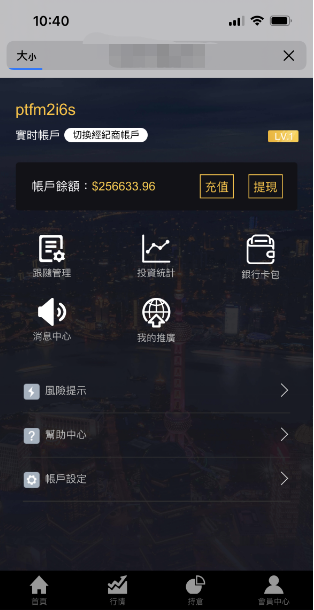 10:40
大小
ptfm2i6s
實时帳戶 切換經紀商帳戶
LV.1
帳戶餘額：$256633.96 充值 提現
跟隨管理 投資統計 銀行卡包
消息中心 我的推廣
風險提示
幫助中心
帳戶設定
首頁 行情 持倉 會員中心